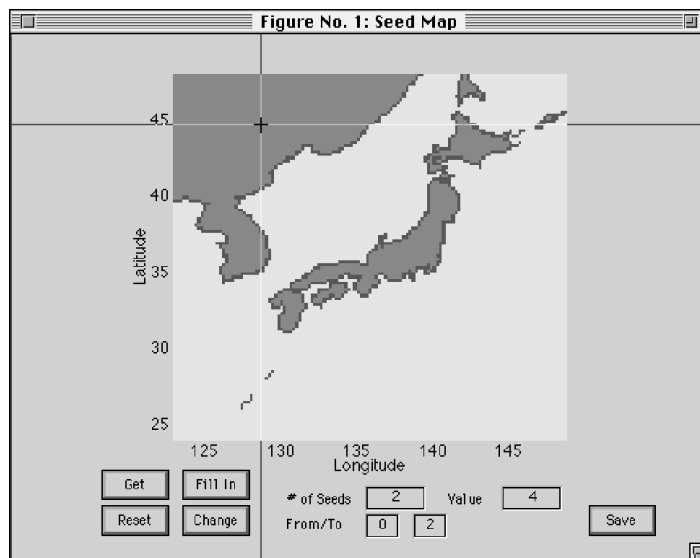 Figure No. 1: Seed Map
45
40
35
30
25
Latitude
125 130 135 140 145
Longitude
Get Fill In
# of Seeds 2 Value 4
Reset Change
From/To 0 2
Save